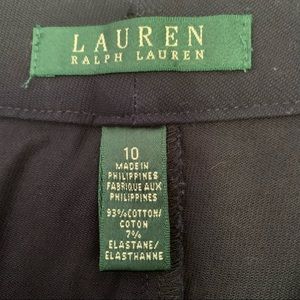 LAUREN
RALPH LAUREN
10
MADE IN
PHILIPPINES
FABRIQUE AUX
PHILIPPINES
93% COTTON/
COTON
7%
ELASTANE/
ELASTHANNE